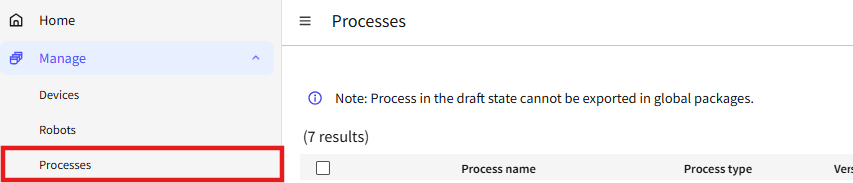 Home
Processes
Manage
Devices
Note: Process in the draft state cannot be exported in global packages.
Robots
(7 results)
Processes
Process name
Process type
Vers